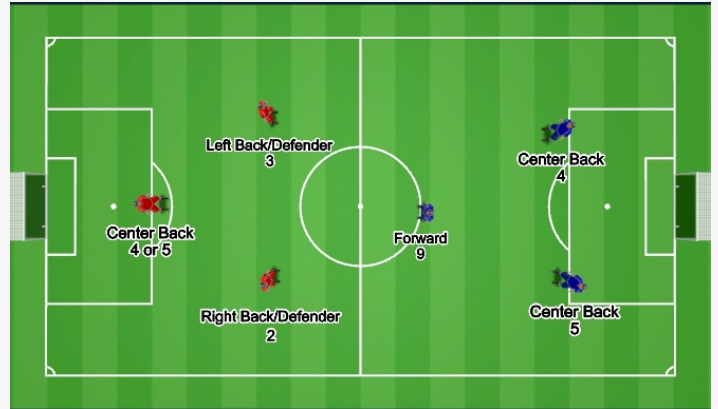 Left Back/Defender
3
Center Back
4
Center Back
4 or 5
Forward
9
Right Back/Defender
2
Center Back
5